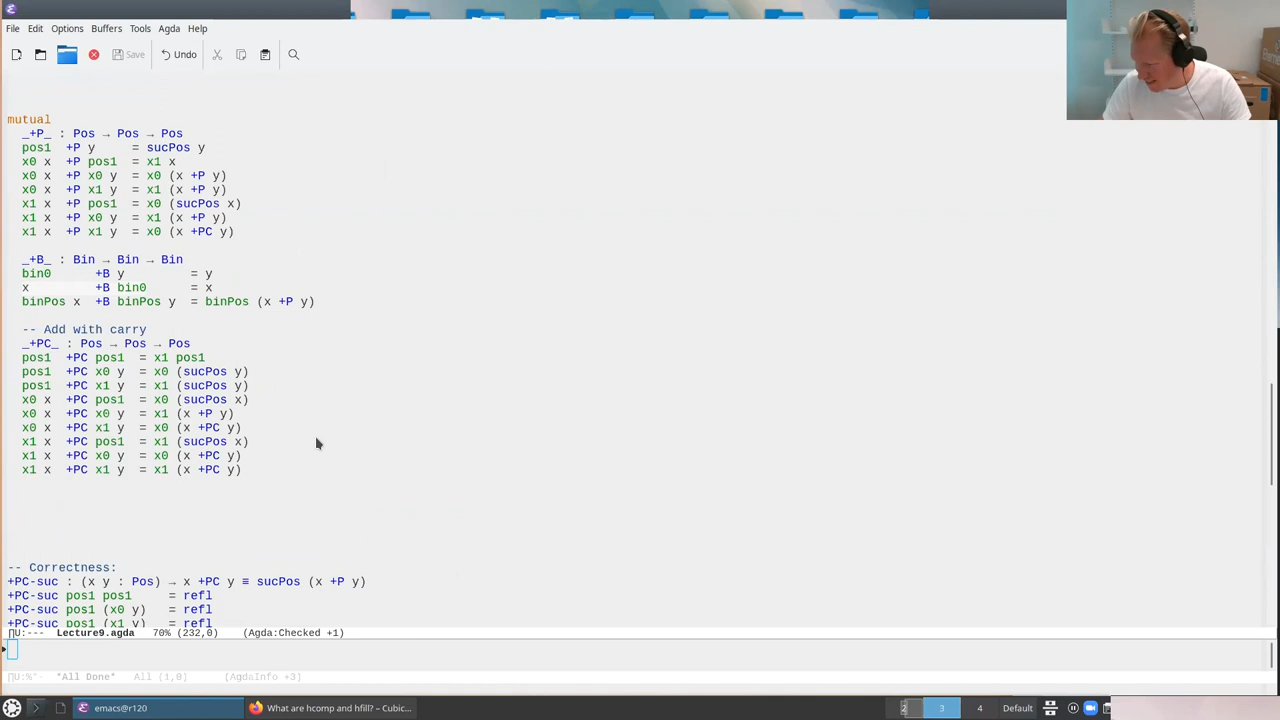 File Edit Options Buffers Tools Agda Help
Save Undo
mutual
_+P_ : Pos → Pos → Pos
pos1 +P y = sucPos y
x0 x +P pos1 = x1 x
x0 x +P x0 y = x0 (x +P y)
x0 x +P x1 y = x1 (x +P y)
x1 x +P pos1 = x0 (sucPos x)
x1 x +P x0 y = x1 (x +P y)
x1 x +P x1 y = x0 (x +PC y)
_+B_ : Bin → Bin → Bin
bin0 +B y = y
x +B bin0 = x
binPos x +B binPos y = binPos (x +P y)
-- Add with carry
_+PC_ : Pos → Pos → Pos
pos1 +PC pos1 = x1 pos1
pos1 +PC x0 y = x0 (sucPos y)
pos1 +PC x1 y = x1 (sucPos y)
x0 x +PC pos1 = x0 (sucPos x)
x0 x +PC x0 y = x1 (x +P y)
x0 x +PC x1 y = x0 (x +PC y)
x1 x +PC pos1 = x1 (sucPos x)
x1 x +PC x0 y = x0 (x +PC y)
x1 x +PC x1 y = x1 (x +PC y)
-- Correctness:
+PC-suc : (x y : Pos) → x +PC y ≡ sucPos (x +P y)
+PC-suc pos1 pos1 = refl
+PC-suc pos1 (x0 y) = refl
+PC-suc pos1 (x1 y) = refl
∏U:--- Lecture9.agda 70% (232,0) (Agda:Checked +1)
∏U:%*- *All Done* All (1,0) (AgdaInfo +3)
emacs@r120 What are hcomp and hfill? – Cubic... 2 3 4 Default